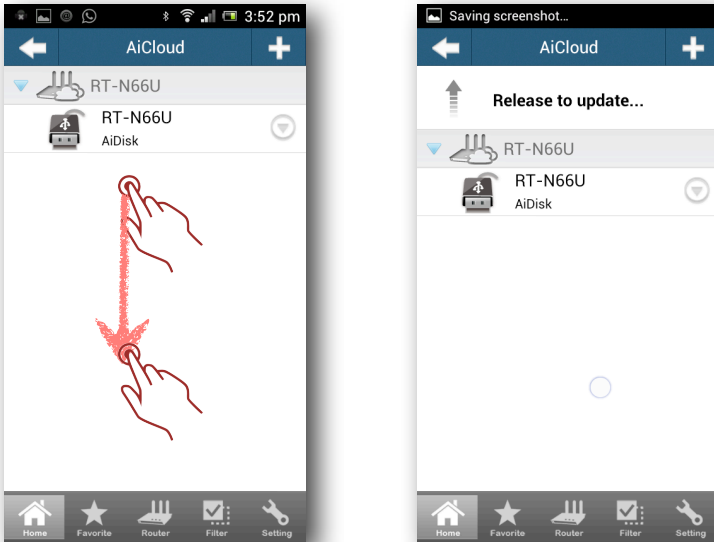 3:52 pm
AiCloud
RT-N66U
RT-N66U
AiDisk
Home Favorite Router Filter Setting
Saving screenshot...
AiCloud
Release to update...
RT-N66U
RT-N66U
AiDisk
Home Favorite Router Filter Setting